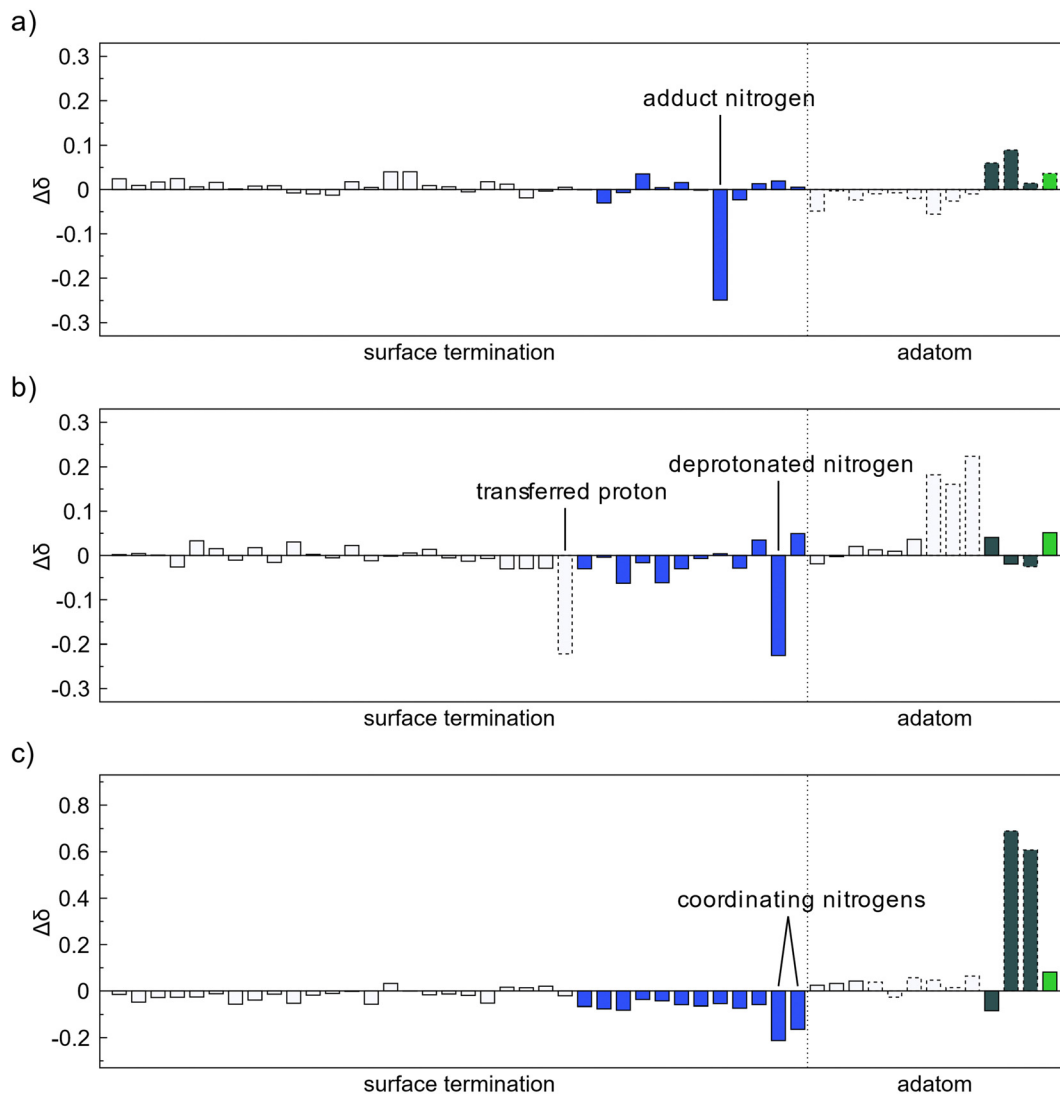 a)
0.3
0.2
adduct nitrogen
0.1
0
Δδ
-0.1
-0.2
-0.3
surface termination adatom
b)
0.3
deprotonated nitrogen
0.2
transferred proton
0.1
0
Δδ
-0.1
-0.2
-0.3
surface termination adatom
c)
0.8
0.6
0.4
coordinating nitrogens
0.2
Δδ
0
-0.2
surface termination adatom